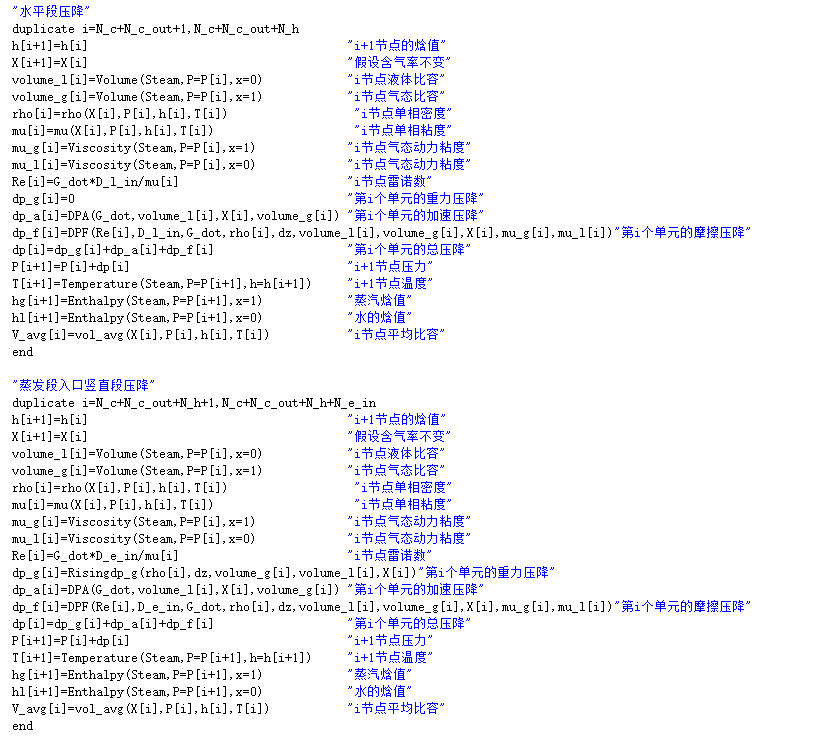 "水平段压降"
duplicate i=N_c+N_c_out+1,N_c+N_c_out+N_h
h[i+1]=h[i] "i+1节点的焓值"
X[i+1]=X[i] "假设含气率不变"
volume_l[i]=Volume(Steam,P=P[i],x=0) "i节点液体比容"
volume_g[i]=Volume(Steam,P=P[i],x=1) "i节点气态比容"
rho[i]=rho(X[i],P[i],h[i],T[i]) "i节点单相密度"
mu[i]=mu(X[i],P[i],h[i],T[i]) "i节点单相粘度"
mu_g[i]=Viscosity(Steam,P=P[i],x=1) "i节点气态动力粘度"
mu_l[i]=Viscosity(Steam,P=P[i],x=0) "i节点气态动力粘度"
Re[i]=G_dot*D_l_in/mu[i] "i节点雷诺数"
dp_g[i]=0 "第i个单元的重力压降"
dp_a[i]=DPA(G_dot,volume_l[i],X[i],volume_g[i]) "第i个单元的加速压降"
dp_f[i]=DPF(Re[i],D_l_in,G_dot,rho[i],dz,volume_l[i],volume_g[i],X[i],mu_g[i],mu_l[i])"第i个单元的摩擦压降"
dp[i]=dp_g[i]+dp_a[i]+dp_f[i] "第i个单元的总压降"
P[i+1]=P[i]+dp[i] "i+1节点压力"
T[i+1]=Temperature(Steam,P=P[i+1],h=h[i+1]) "i+1节点温度"
hg[i+1]=Enthalpy(Steam,P=P[i+1],x=1) "蒸汽焓值"
hl[i+1]=Enthalpy(Steam,P=P[i+1],x=0) "水的焓值"
V_avg[i]=vol_avg(X[i],P[i],h[i],T[i]) "i节点平均比容"
end
"蒸发段入口竖直段压降"
duplicate i=N_c+N_c_out+N_h+1,N_c+N_c_out+N_h+N_e_in
h[i+1]=h[i] "i+1节点的焓值"
X[i+1]=X[i] "假设含气率不变"
volume_l[i]=Volume(Steam,P=P[i],x=0) "i节点液体比容"
volume_g[i]=Volume(Steam,P=P[i],x=1) "i节点气态比容"
rho[i]=rho(X[i],P[i],h[i],T[i]) "i节点单相密度"
mu[i]=mu(X[i],P[i],h[i],T[i]) "i节点单相粘度"
mu_g[i]=Viscosity(Steam,P=P[i],x=1) "i节点气态动力粘度"
mu_l[i]=Viscosity(Steam,P=P[i],x=0) "i节点气态动力粘度"
Re[i]=G_dot*D_e_in/mu[i] "i节点雷诺数"
dp_g[i]=Risingdp_g(rho[i],dz,volume_g[i],volume_l[i],X[i])"第i个单元的重力压降"
dp_a[i]=DPA(G_dot,volume_l[i],X[i],volume_g[i]) "第i个单元的加速压降"
dp_f[i]=DPF(Re[i],D_e_in,G_dot,rho[i],dz,volume_l[i],volume_g[i],X[i],mu_g[i],mu_l[i])"第i个单元的摩擦压降"
dp[i]=dp_g[i]+dp_a[i]+dp_f[i] "第i个单元的总压降"
P[i+1]=P[i]+dp[i] "i+1节点压力"
T[i+1]=Temperature(Steam,P=P[i+1],h=h[i+1]) "i+1节点温度"
hg[i+1]=Enthalpy(Steam,P=P[i+1],x=1) "蒸汽焓值"
hl[i+1]=Enthalpy(Steam,P=P[i+1],x=0) "水的焓值"
V_avg[i]=vol_avg(X[i],P[i],h[i],T[i]) "i节点平均比容"
end